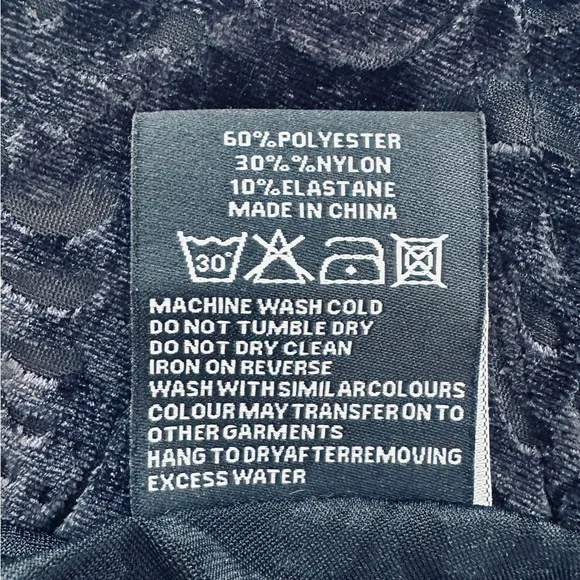 60%POLYESTER
30%%NYLON
10%ELASTANE
MADE IN CHINA
30°
MACHINE WASH COLD
DO NOT TUMBLE DRY
DO NOT DRY CLEAN
IRON ON REVERSE
WASH WITH SIMILARCOLOURS
COLOUR MAY TRANSFER ON TO
OTHER GARMENTS
HANG TO DRYAFTERREMOVING
EXCESS WATER